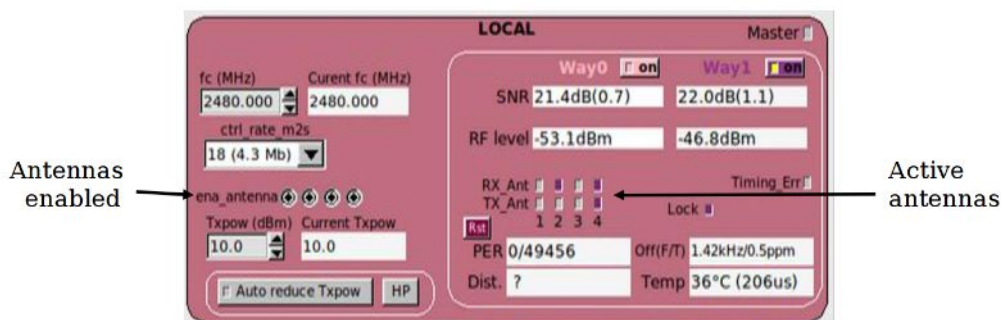 LOCAL
Master
Way0 on Way1 on
fc (MHz) Curent fc (MHz)
2480.000 2480.000
SNR 21.4dB(0.7) 22.0dB(1.1)
ctrl_rate_m2s
18 (4.3 Mb)
RF level -53.1dBm -46.8dBm
Antennas
enabled
ena_antenna
RX_Ant
TX_Ant
1 2 3 4
Timing_Err
Lock
Active
antennas
Txpow (dBm) Current Txpow
10.0 10.0
Rst
PER 0/49456 Off(F/T) 1.42kHz/0.5ppm
Auto reduce Txpow HP
Dist. ? Temp 36°C (206us)